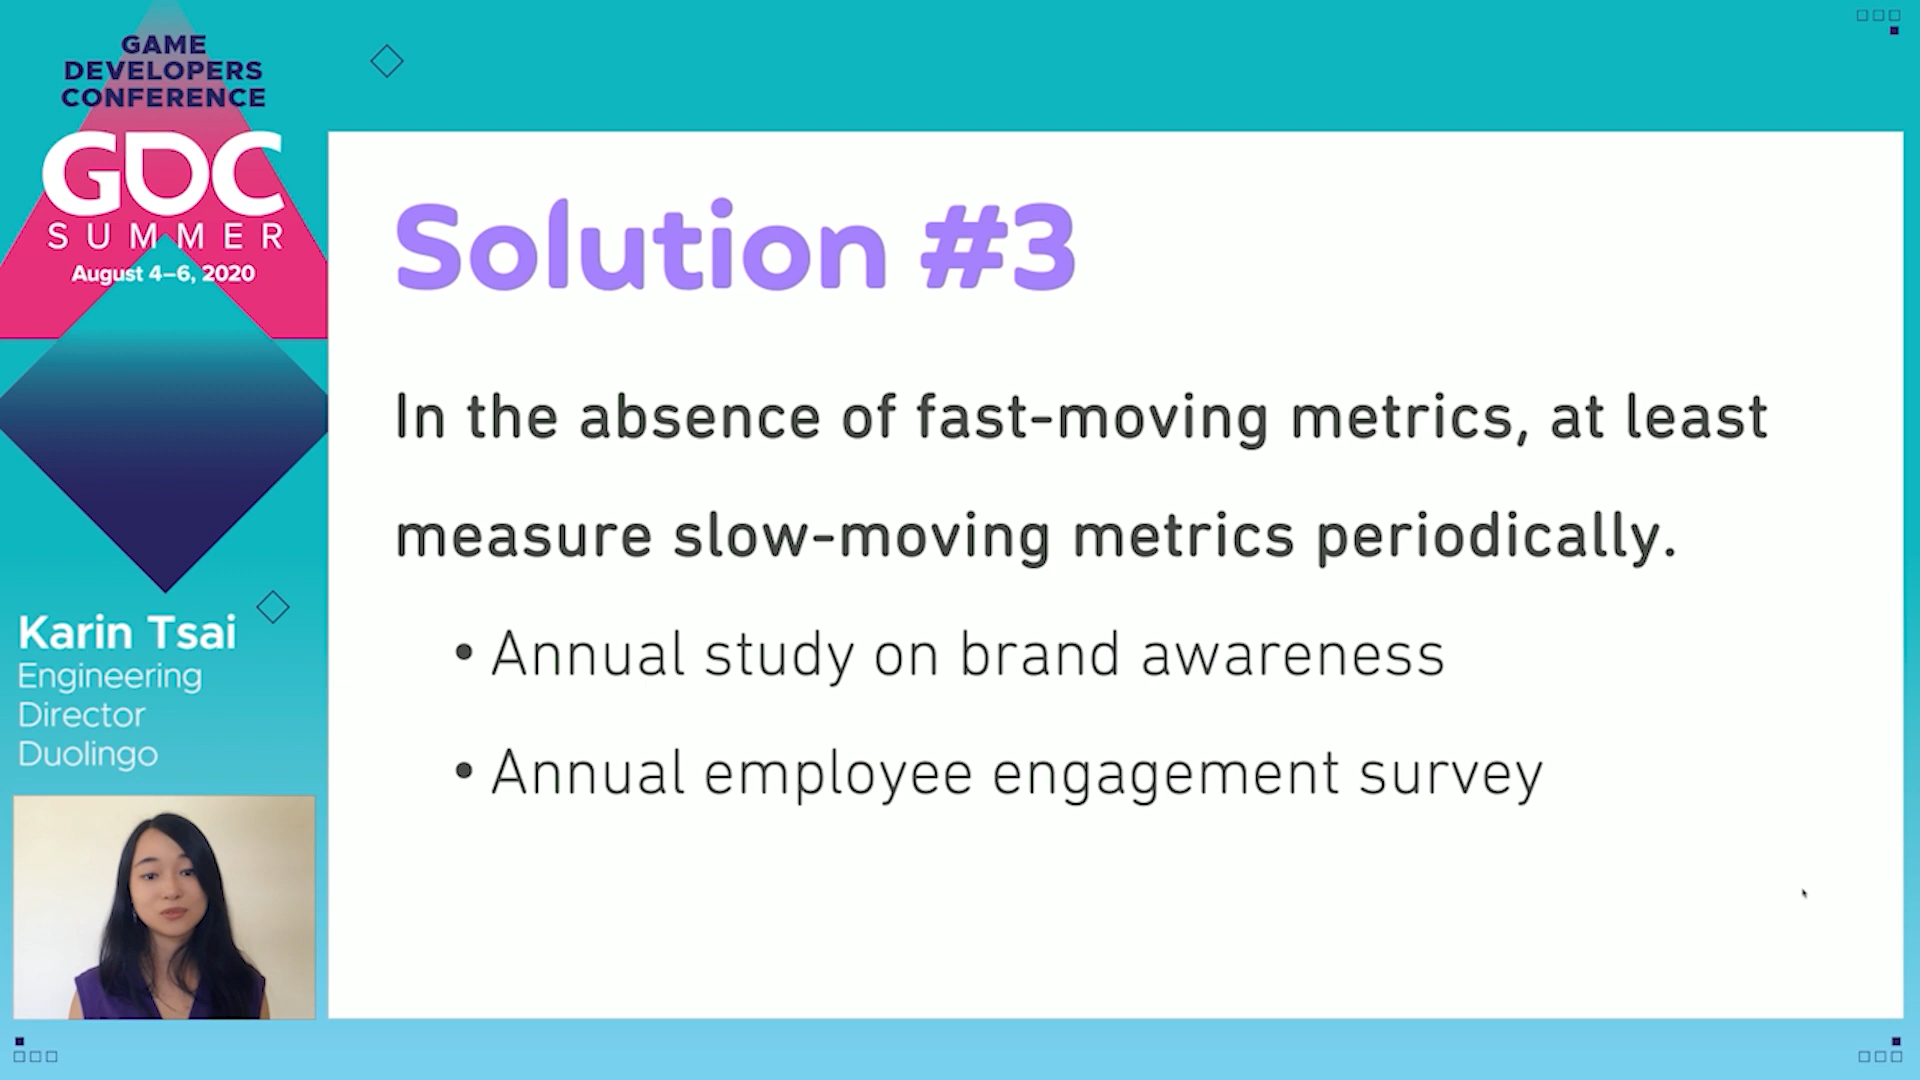 GAME
DEVELOPERS
CONFERENCE
GDC
SUMMER
August 4–6, 2020
Karin Tsai
Engineering
Director
Duolingo
Solution #3
In the absence of fast-moving metrics, at least
measure slow-moving metrics periodically.
• Annual study on brand awareness
• Annual employee engagement survey